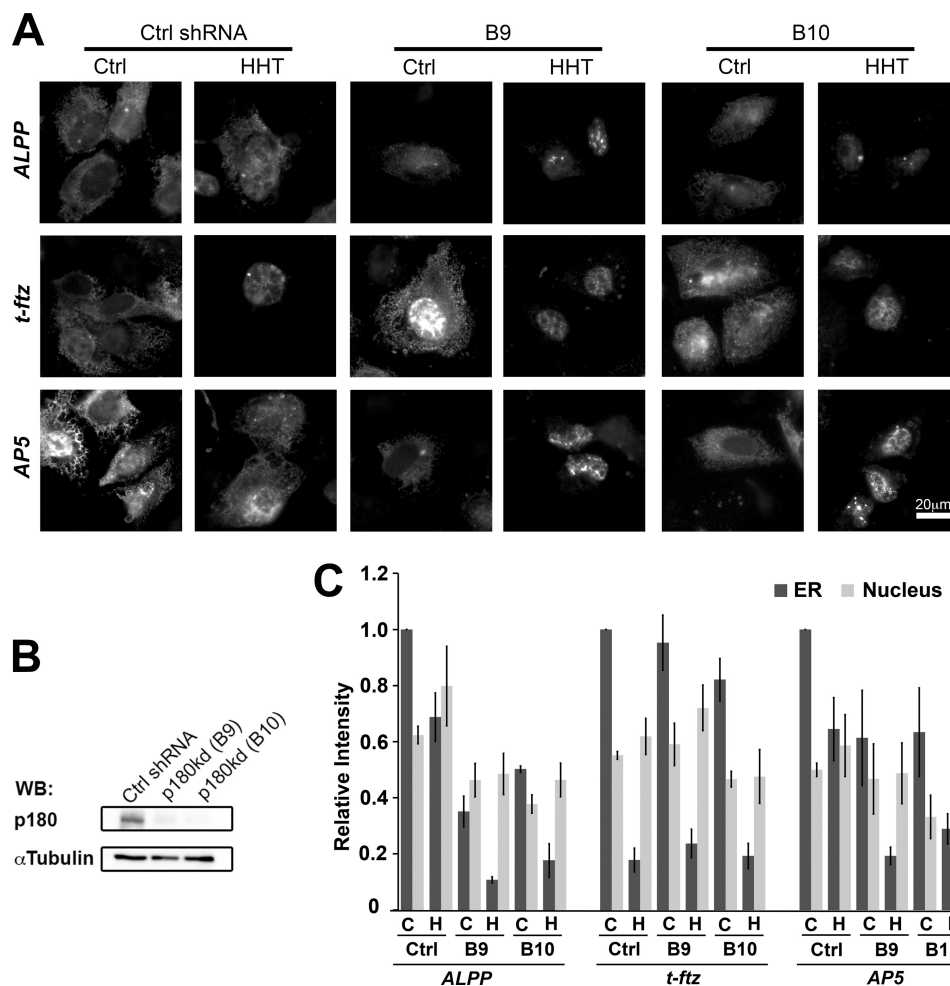 A
Ctrl shRNA B9 B10
Ctrl HHT Ctrl HHT Ctrl HHT
ALPP
t-ftz
AP5
20μm
B
Ctrl shRNA
p180kd (B9)
p180kd (B10)
WB:
p180
αTubulin
C
Relative Intensity
1.2
1.0
0.8
0.6
0.4
0.2
0
ER Nucleus
C H C H C H C H C H C H C H C H C H
Ctrl B9 B10 Ctrl B9 B10 Ctrl B9 B1
ALPP t-ftz AP5